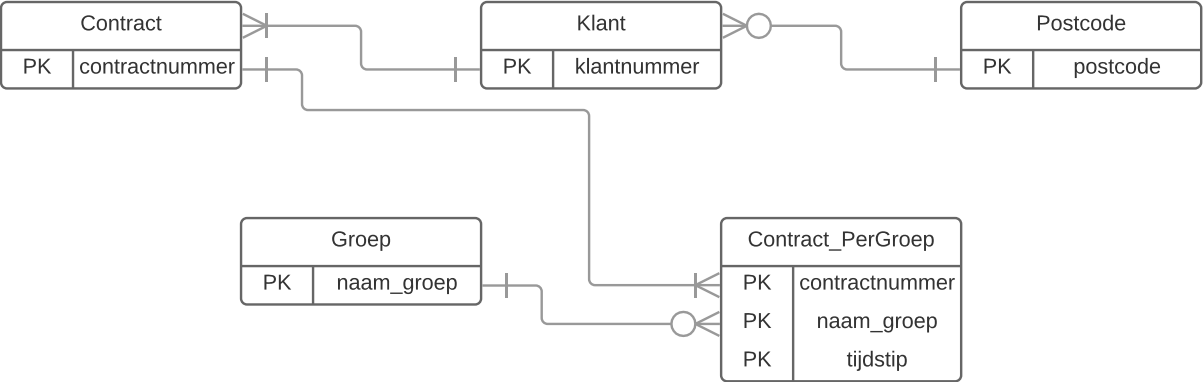 Contract
PK contractnummer
Klant
PK klantnummer
Postcode
PK postcode
Groep
PK naam_groep
Contract_PerGroep
PK contractnummer
PK naam_groep
PK tijdstip